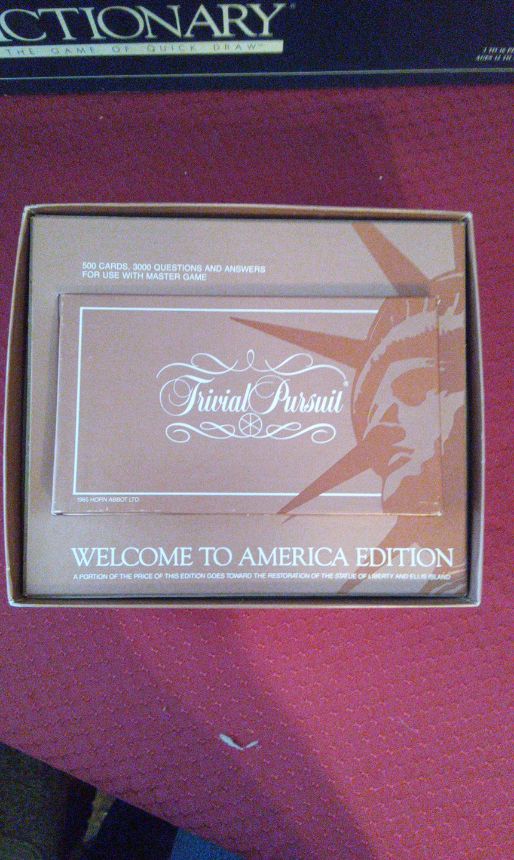 ICTIONARY®
THE GAME OF QUICK DRAW™
500 CARDS, 3000 QUESTIONS AND ANSWERS
FOR USE WITH MASTER GAME
Trivial Pursuit®
1985 HORN ABBOT LTD
WELCOME TO AMERICA EDITION
A PORTION OF THE PRICE OF THIS EDITION GOES TOWARD THE RESTORATION OF THE STATUE OF LIBERTY AND ELLIS ISLAND